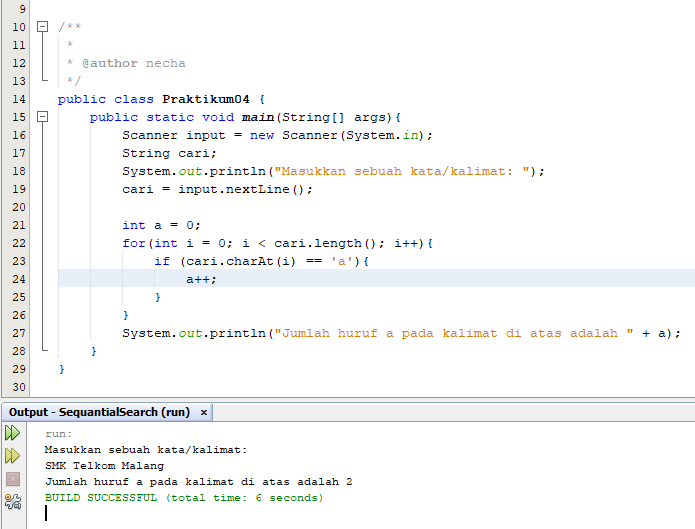 9
10 /**
11 *
12 * @author necha
13 */
14 public class Praktikum04 {
15 public static void main(String[] args){
16 Scanner input = new Scanner(System.in);
17 String cari;
18 System.out.println("Masukkan sebuah kata/kalimat: ");
19 cari = input.nextLine();
20
21 int a = 0;
22 for(int i = 0; i < cari.length(); i++){
23 if (cari.charAt(i) == 'a'){
24 a++;
25 }
26 }
27 System.out.println("Jumlah huruf a pada kalimat di atas adalah " + a);
28 }
29 }
30
Output - SequantialSearch (run) ×
run:
Masukkan sebuah kata/kalimat:
SMK Telkom Malang
Jumlah huruf a pada kalimat di atas adalah 2
BUILD SUCCESSFUL (total time: 6 seconds)